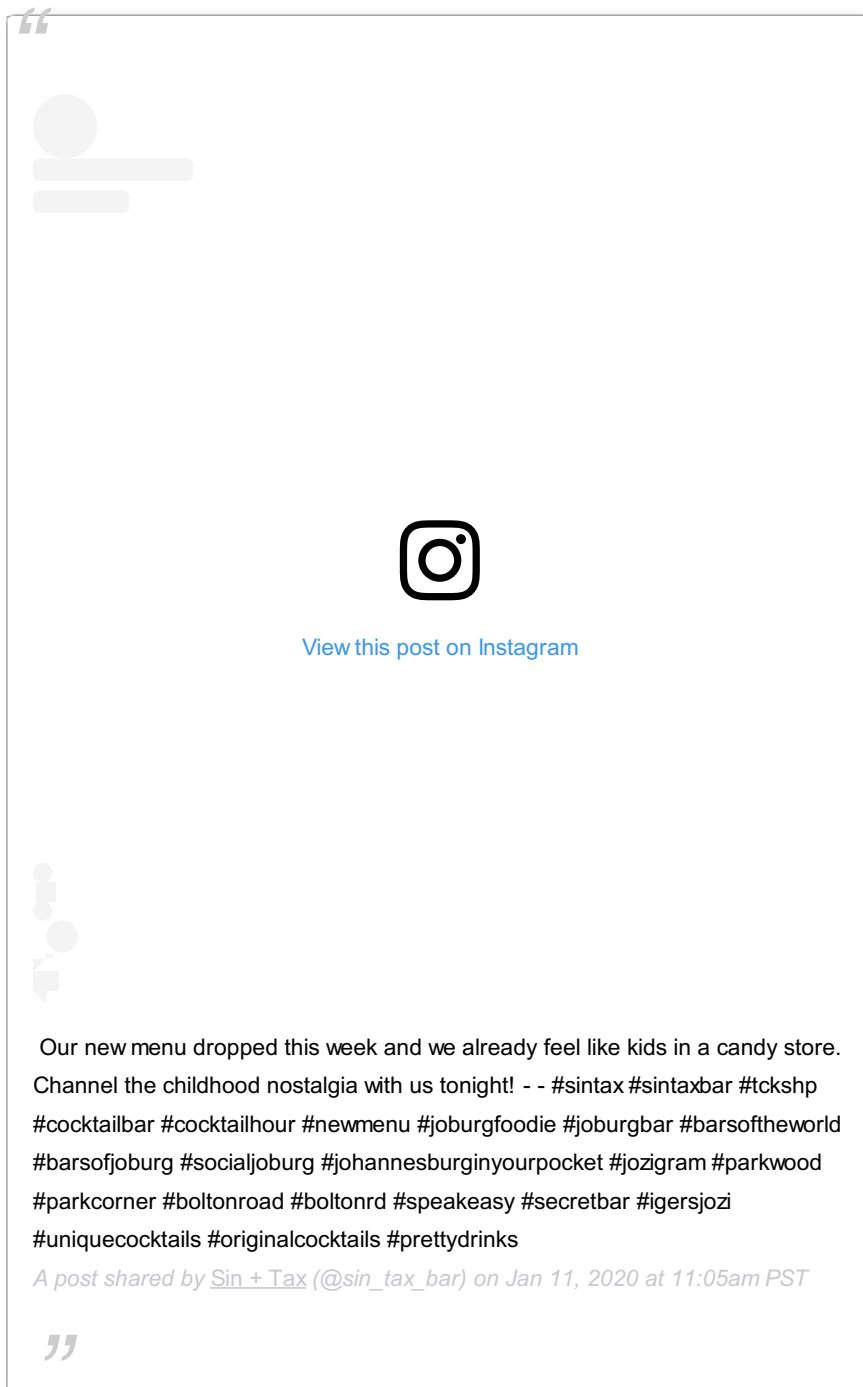 “
View this post on Instagram
Our new menu dropped this week and we already feel like kids in a candy store.
Channel the childhood nostalgia with us tonight! - - #sintax #sintaxbar #tckshp
#cocktailbar #cocktailhour #newmenu #joburgfoodie #joburgbar #barsoftheworld
#barsofjoburg #socialjoburg #johannesburginyourpocket #jozigram #parkwood
#parkcorner #boltonroad #boltonrd #speakeasy #secretbar #igersjozi
#uniquecocktails #originalcocktails #prettydrinks
A post shared by Sin + Tax (@sin_tax_bar) on Jan 11, 2020 at 11:05am PST
”